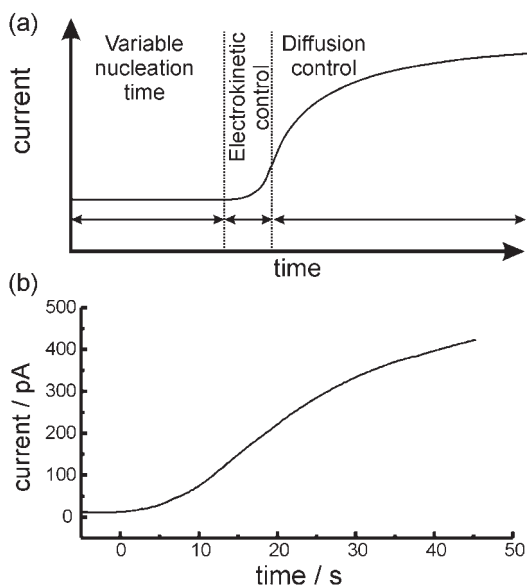 (a)
Variable
nucleation
time
Electrokinetic
control
Diffusion
control
current
time
(b)
500
400
300
200
100
0
current / pA
0
10
20
30
40
50
time / s